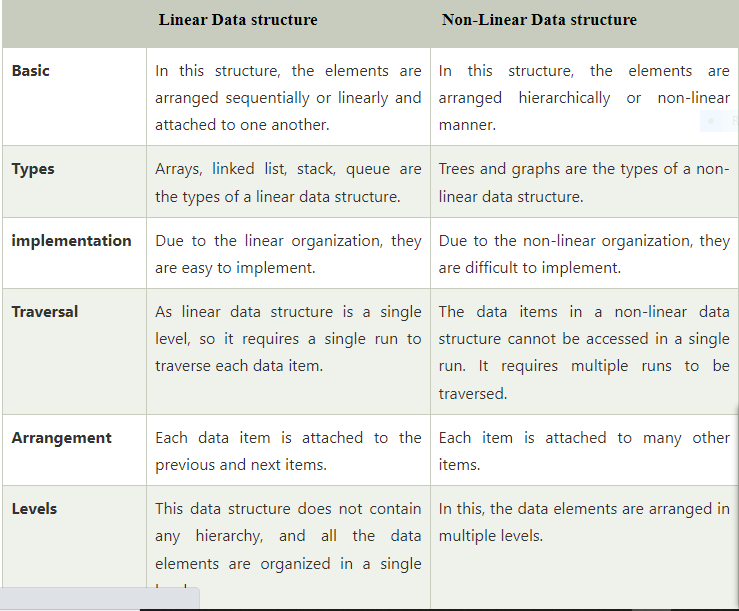 Linear Data structure Non-Linear Data structure
Basic In this structure, the elements are In this structure, the elements are
arranged sequentially or linearly and arranged hierarchically or non-linear
attached to one another. manner.
Types Arrays, linked list, stack, queue are Trees and graphs are the types of a non-
the types of a linear data structure. linear data structure.
implementation Due to the linear organization, they Due to the non-linear organization, they
are easy to implement. are difficult to implement.
Traversal As linear data structure is a single The data items in a non-linear data
level, so it requires a single run to structure cannot be accessed in a single
traverse each data item. run. It requires multiple runs to be
traversed.
Arrangement Each data item is attached to the Each item is attached to many other
previous and next items. items.
Levels This data structure does not contain In this, the data elements are arranged in
any hierarchy, and all the data multiple levels.
elements are organized in a single